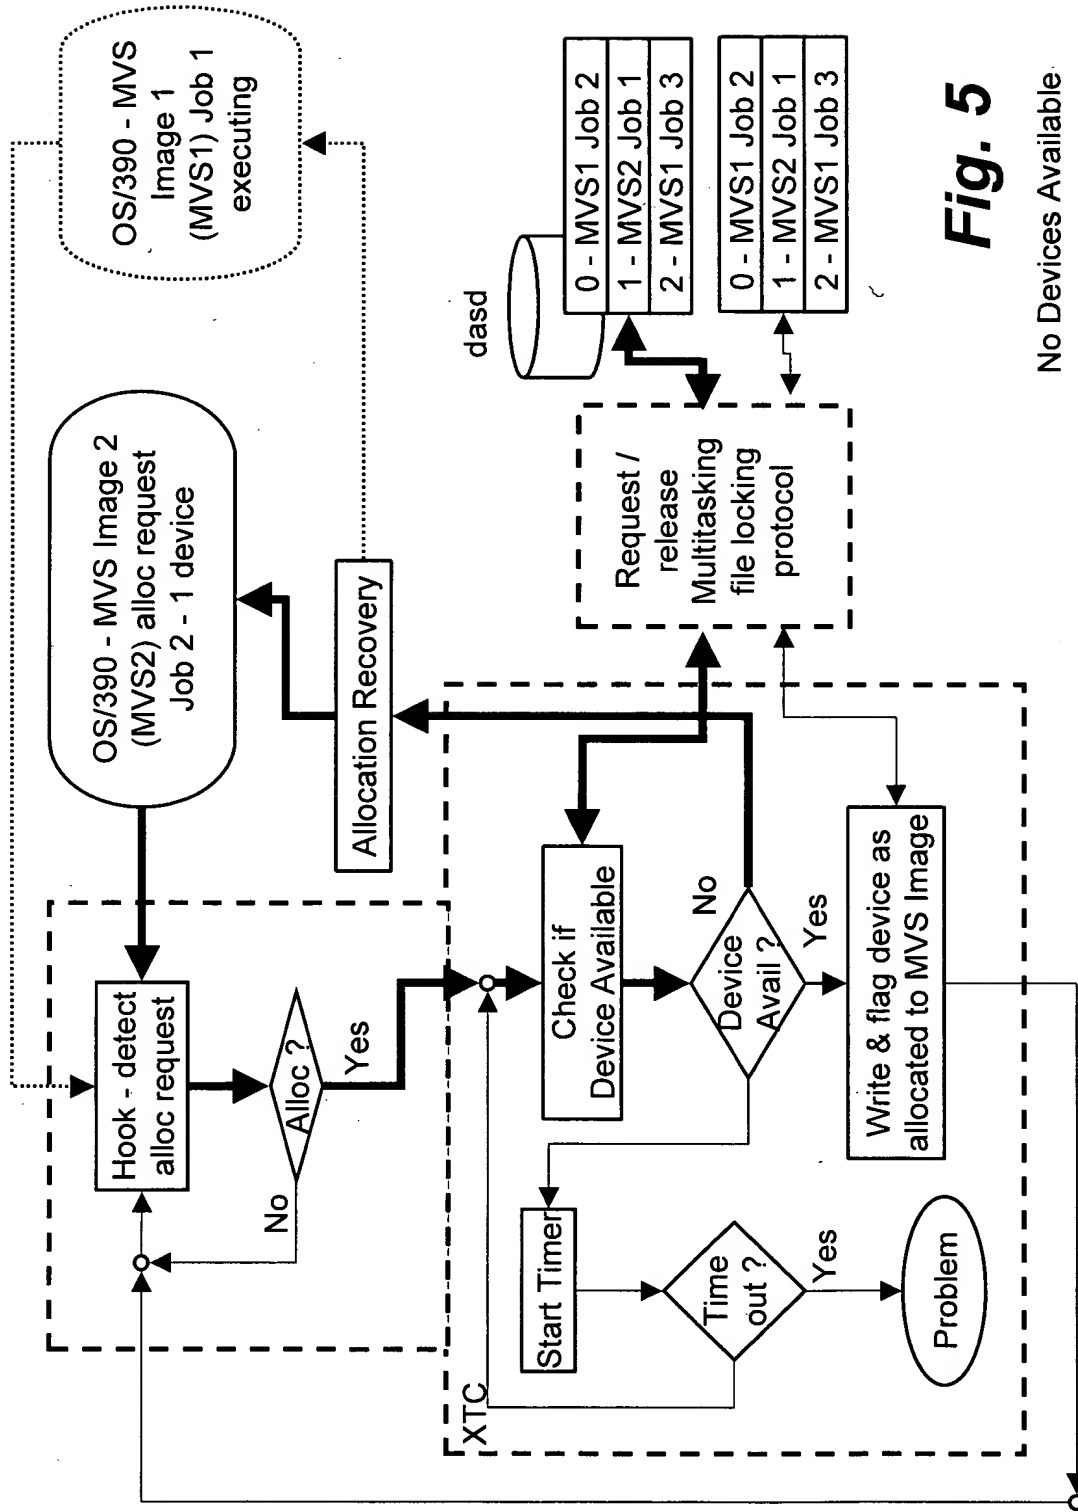 OS/390 - MVS
Image 1
(MVS1) Job 1
executing
OS/390 - MVS Image 2
(MVS2) alloc request
Job 2 - 1 device
Hook - detect
alloc request
Alloc ?
No
Yes
Allocation Recovery
dasd
0 - MVS1 Job 2
1 - MVS2 Job 1
2 - MVS1 Job 3
0 - MVS1 Job 2
1 - MVS2 Job 1
2 - MVS1 Job 3
Request /
release
Multitasking
file locking
protocol
XTC
Check if
Device Available
Device
Avail ?
No
Yes
Start Timer
Time
out ?
Yes
Problem
Write & flag device as
allocated to MVS Image
Fig. 5
No Devices Available